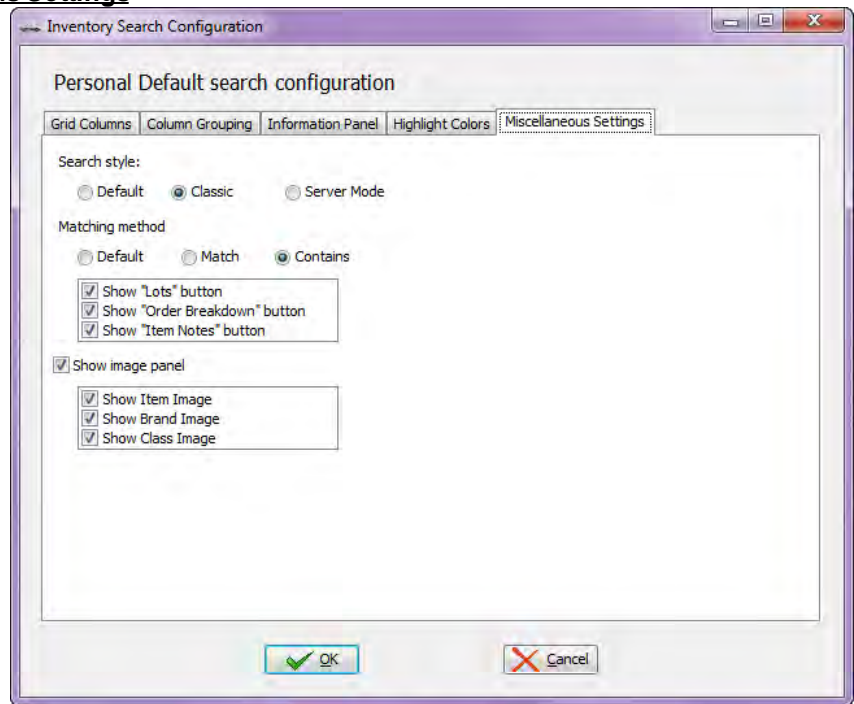 Settings
Inventory Search Configuration
Personal Default search configuration
Grid Columns Column Grouping Information Panel Highlight Colors Miscellaneous Settings
Search style:
Default Classic Server Mode
Matching method
Default Match Contains
Show "Lots" button
Show "Order Breakdown" button
Show "Item Notes" button
Show image panel
Show Item Image
Show Brand Image
Show Class Image
OK Cancel